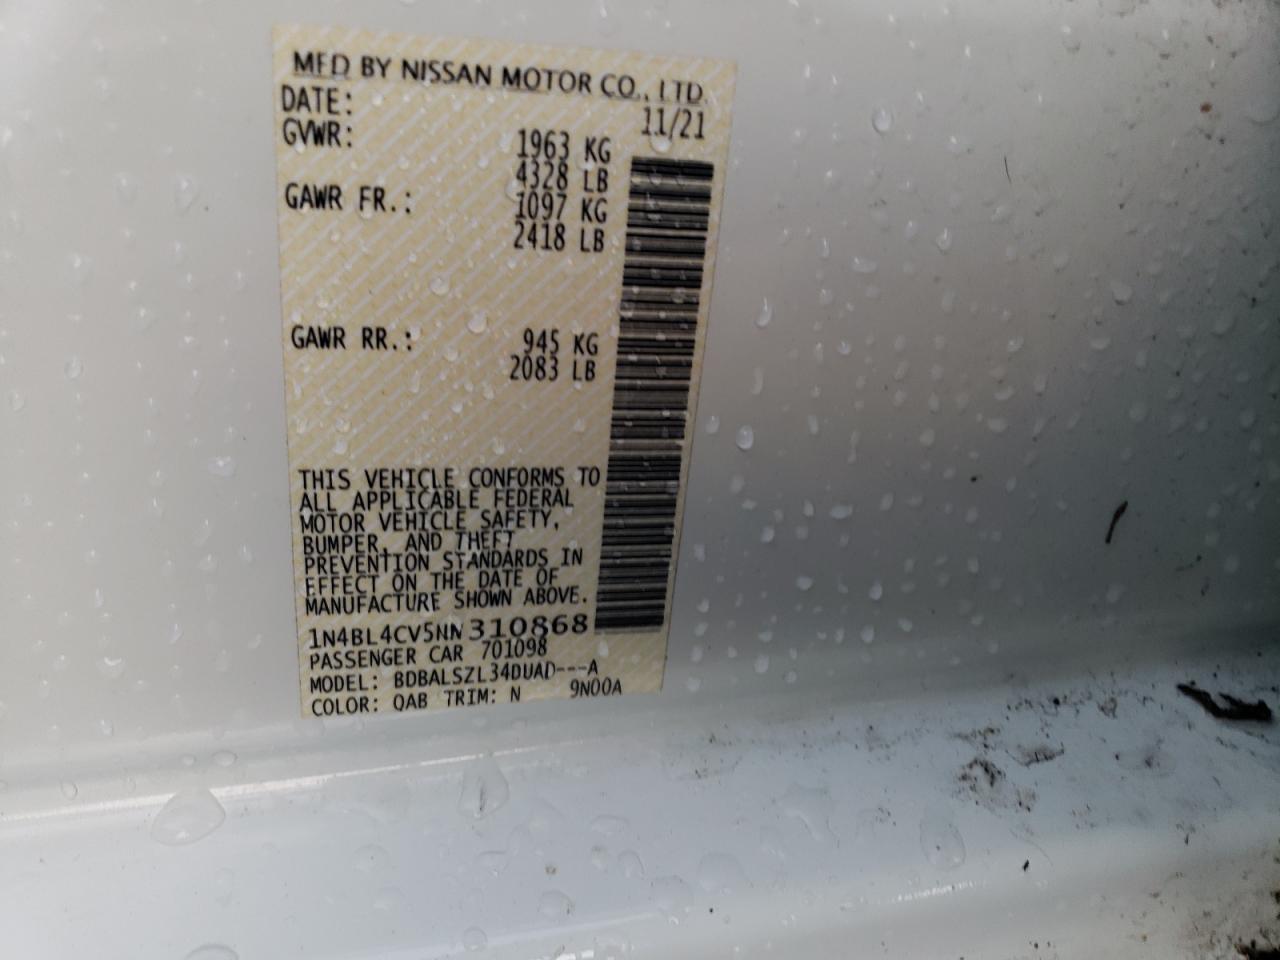 MFD BY NISSAN MOTOR CO., LTD.
DATE: 11/21
GVWR: 1963 KG
4328 LB
GAWR FR.: 1097 KG
2418 LB
GAWR RR.: 945 KG
2083 LB
THIS VEHICLE CONFORMS TO
ALL APPLICABLE FEDERAL
MOTOR VEHICLE SAFETY,
BUMPER, AND THEFT
PREVENTION STANDARDS IN
EFFECT ON THE DATE OF
MANUFACTURE SHOWN ABOVE.
1N4BL4CV5NN310868
PASSENGER CAR 701098
MODEL: BDBALSZL34DUAD---A
COLOR: QAB TRIM: N 9N00A